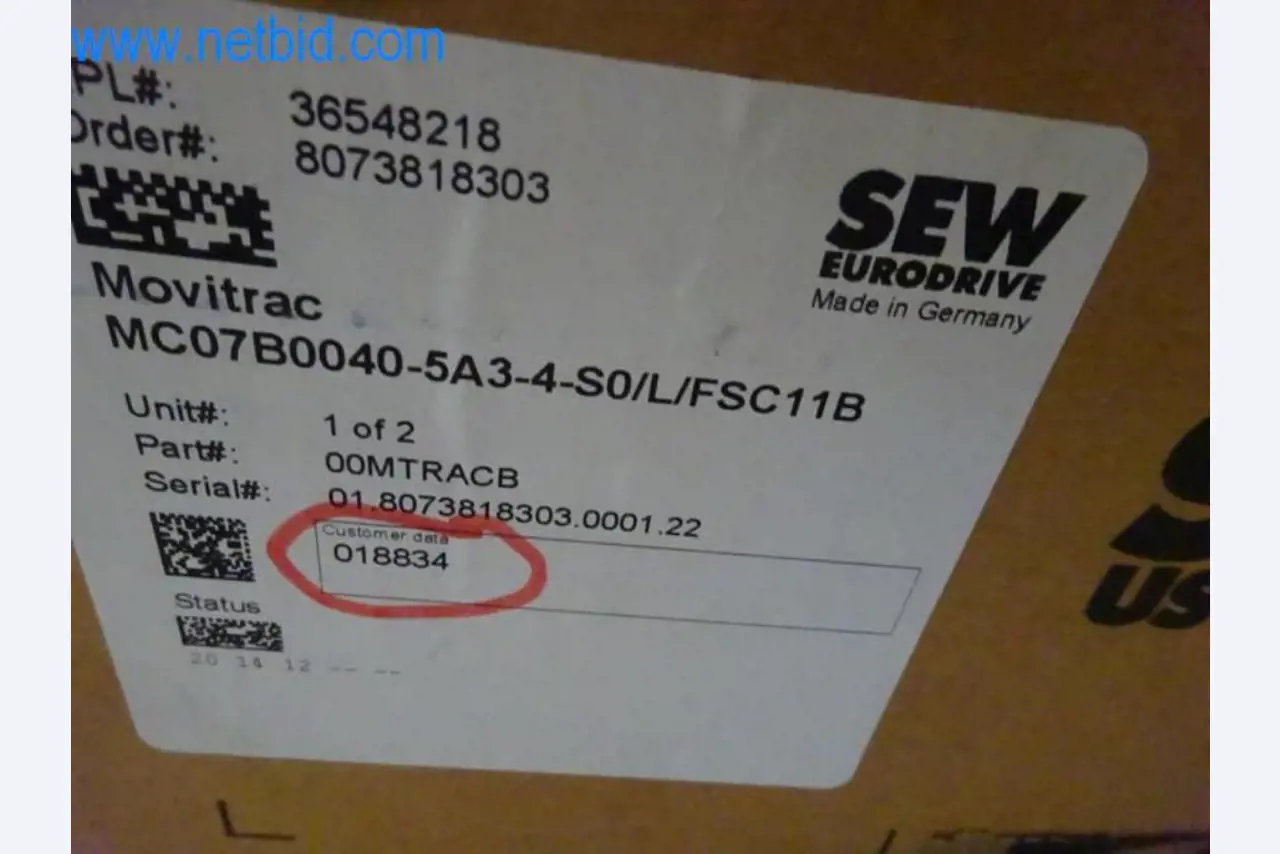 www.netbid.com
PL#: 36548218
Order#: 8073818303
SEW
EURODRIVE
Made in Germany
Movitrac
MC07B0040-5A3-4-S0/L/FSC11B
Unit#: 1 of 2
Part#: 00MTRACB
Serial#: 01.8073818303.0001.22
Customer data
018834
Status
20 14 12 -- --
US